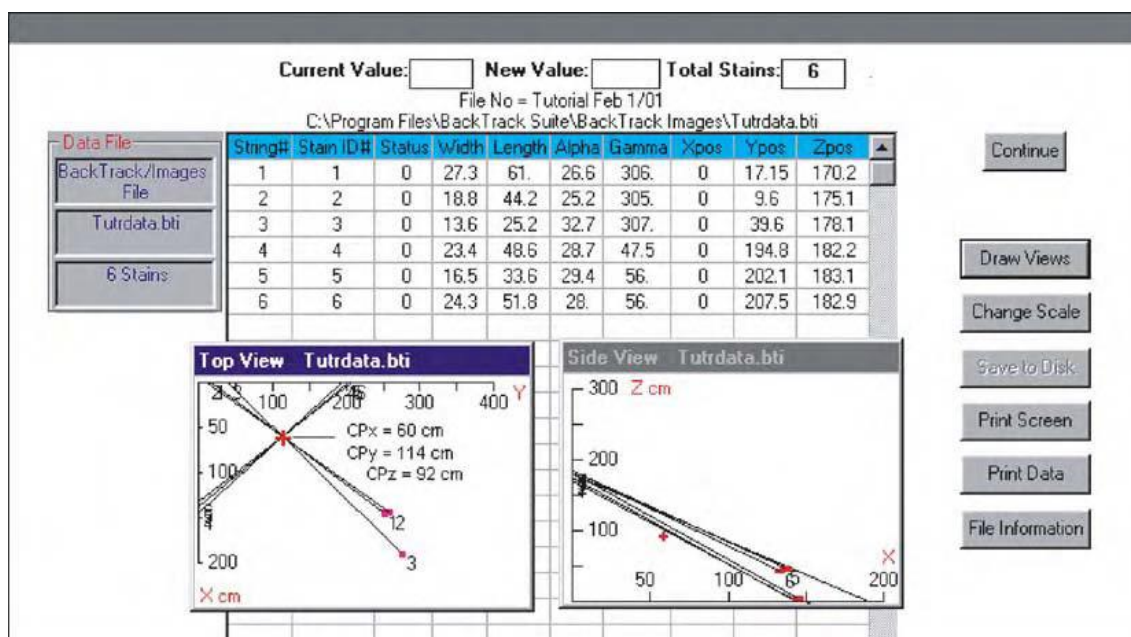 Current Value: New Value: Total Stains: 6
File No = Tutorial Feb 1/01
C:\Program Files\BackTrack Suite\BackTrack Images\Tutrdata.bti
Data File
BackTrack/Images
File
Tutrdata.bti
6 Stains
String# Stain ID# Status Width Length Alpha Gamma Xpos Ypos Zpos
1 1 0 27.3 61. 26.6 306. 0 17.15 170.2
2 2 0 18.8 44.2 25.2 305. 0 9.6 175.1
3 3 0 13.6 25.2 32.7 307. 0 39.6 178.1
4 4 0 23.4 48.6 28.7 47.5 0 194.8 182.2
5 5 0 16.5 33.6 29.4 56. 0 202.1 183.1
6 6 0 24.3 51.8 28. 56. 0 207.5 182.9
Continue
Draw Views
Change Scale
Save to Disk
Print Screen
Print Data
File Information
Top View Tutrdata.bti
100 200 300 400 Y
50
CPx = 60 cm
CPy = 114 cm
CPz = 92 cm
100
12
3
200
X cm
Side View Tutrdata.bti
300 Z cm
200
100
X
50 100 6 200